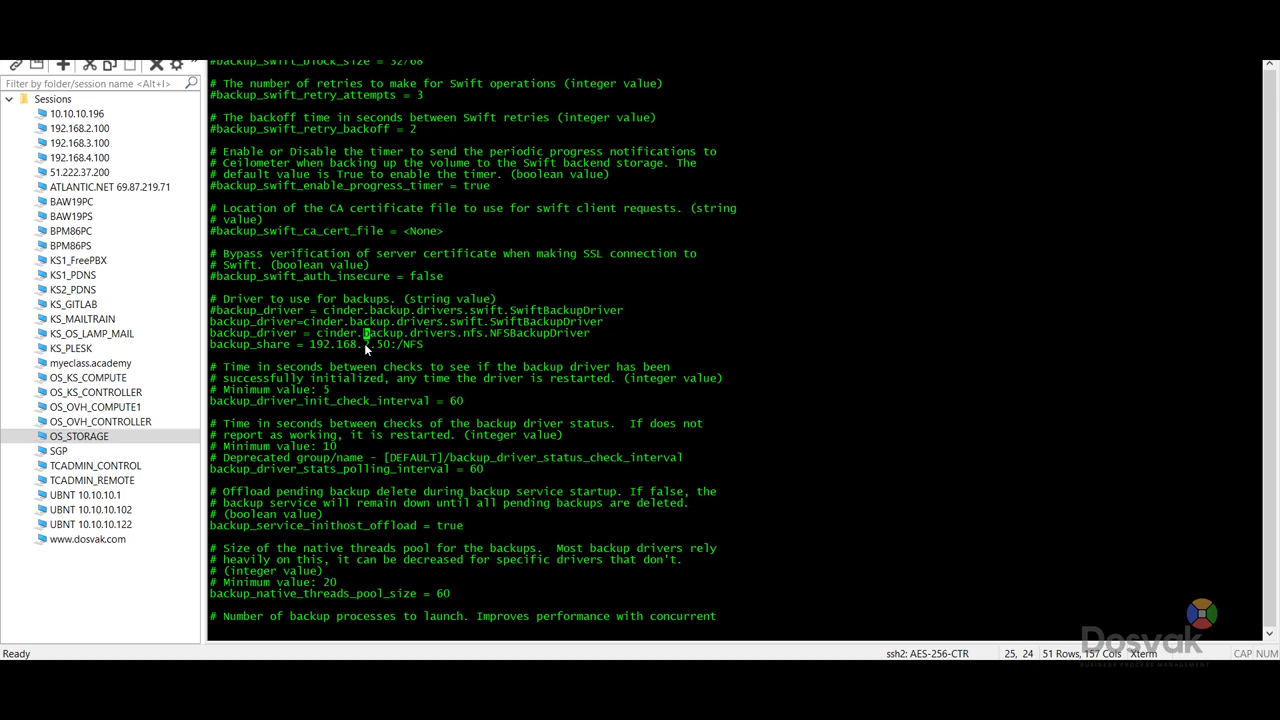 Filter by folder/session name <Alt+I>
Sessions
10.10.10.196
192.168.2.100
192.168.3.100
192.168.4.100
51.222.37.200
ATLANTIC.NET 69.87.219.71
BAW19PC
BAW19PS
BPM86PC
BPM86PS
KS1_FreePBX
KS1_PDNS
KS2_PDNS
KS_GITLAB
KS_MAILTRAIN
KS_OS_LAMP_MAIL
KS_PLESK
myeclass.academy
OS_KS_COMPUTE
OS_KS_CONTROLLER
OS_OVH_COMPUTE1
OS_OVH_CONTROLLER
OS_STORAGE
SGP
TCADMIN_CONTROL
TCADMIN_REMOTE
UBNT 10.10.10.1
UBNT 10.10.10.102
UBNT 10.10.10.122
www.dosvak.com
#backup_swift_block_size = 32768
# The number of retries to make for Swift operations (integer value)
#backup_swift_retry_attempts = 3
# The backoff time in seconds between Swift retries (integer value)
#backup_swift_retry_backoff = 2
# Enable or Disable the timer to send the periodic progress notifications to
# Ceilometer when backing up the volume to the Swift backend storage. The
# default value is True to enable the timer. (boolean value)
#backup_swift_enable_progress_timer = true
# Location of the CA certificate file to use for swift client requests. (string
# value)
#backup_swift_ca_cert_file = <None>
# Bypass verification of server certificate when making SSL connection to
# Swift. (boolean value)
#backup_swift_auth_insecure = false
# Driver to use for backups. (string value)
#backup_driver = cinder.backup.drivers.swift.SwiftBackupDriver
backup_driver=cinder.backup.drivers.swift.SwiftBackupDriver
backup_driver = cinder.backup.drivers.nfs.NFSBackupDriver
backup_share = .50:/NFS
# Time in seconds between checks to see if the backup driver has been
# successfully initialized, any time the driver is restarted. (integer value)
# Minimum value: 5
backup_driver_init_check_interval = 60
# Time in seconds between checks of the backup driver status.  If does not
# report as working, it is restarted. (integer value)
# Minimum value: 10
# Deprecated group/name - [DEFAULT]/backup_driver_status_check_interval
backup_driver_stats_polling_interval = 60
# Offload pending backup delete during backup service startup. If false, the
# backup service will remain down until all pending backups are deleted.
# (boolean value)
backup_service_inithost_offload = true
# Size of the native threads pool for the backups.  Most backup drivers rely
# heavily on this, it can be decreased for specific drivers that don't.
# (integer value)
# Minimum value: 20
backup_native_threads_pool_size = 60
# Number of backup processes to launch. Improves performance with concurrent
Dosvak
BUSINESS PROCESS MANAGEMENT
Ready
ssh2: AES-256-CTR
25, 24
51 Rows, 157 Cols
Xterm
CAP NUM